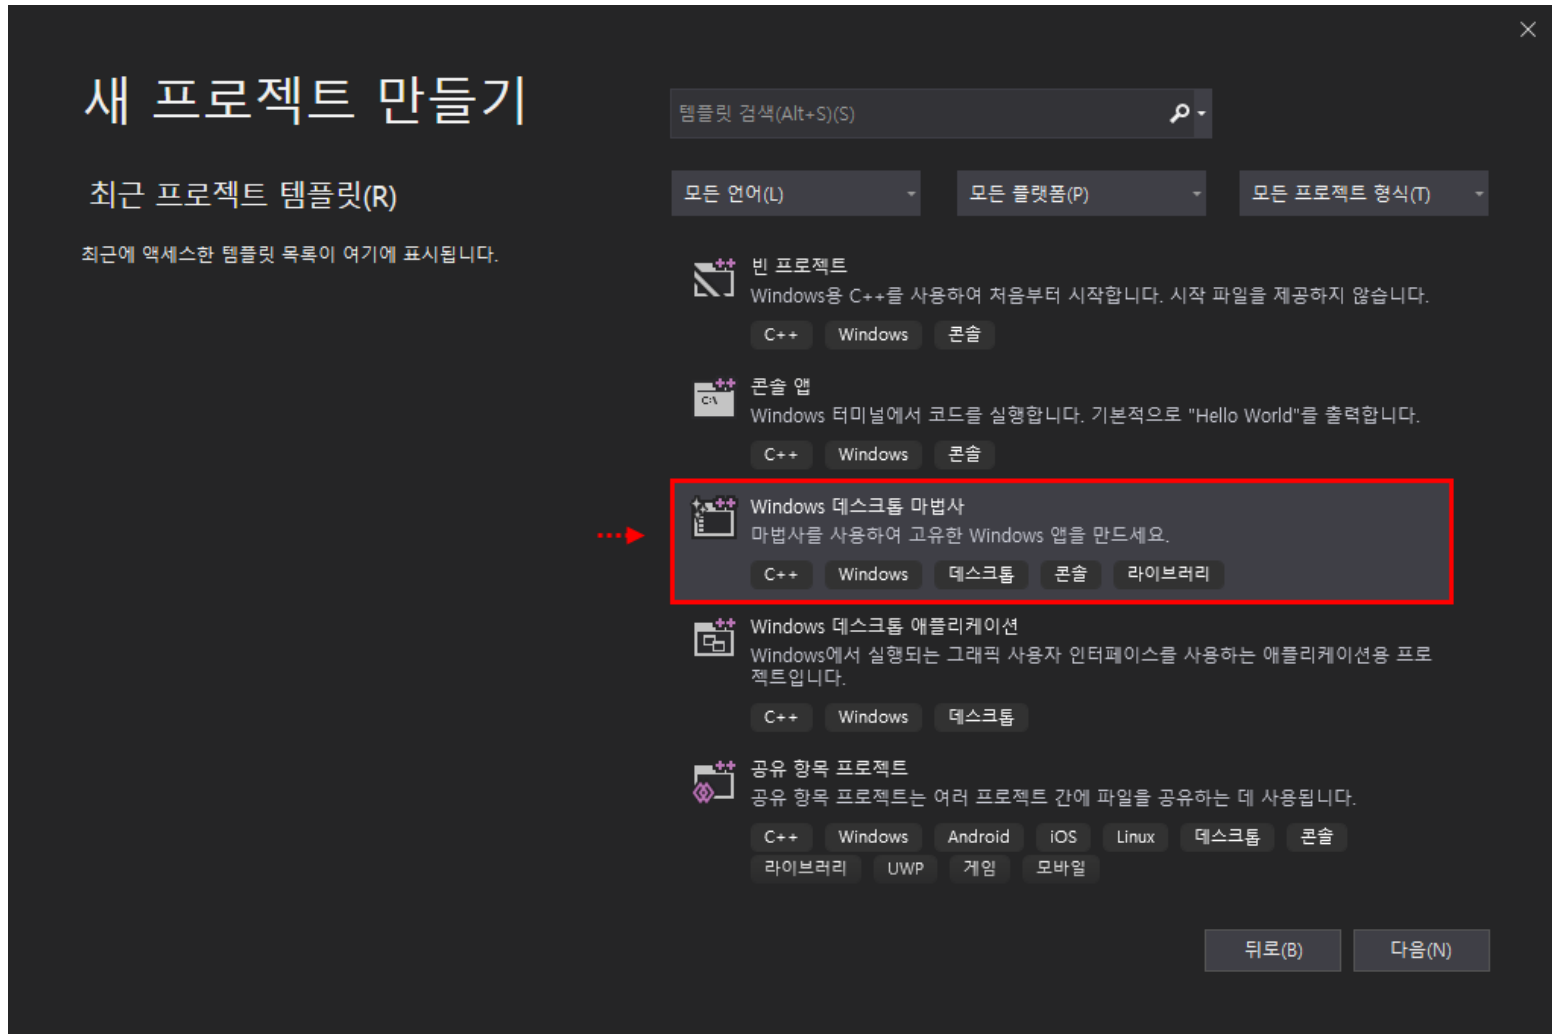 새 프로젝트 만들기
템플릿 검색(Alt+S)(S)
최근 프로젝트 템플릿(R)
모든 언어(L)
모든 플랫폼(P)
모든 프로젝트 형식(T)
최근에 액세스한 템플릿 목록이 여기에 표시됩니다.
빈 프로젝트
Windows용 C++를 사용하여 처음부터 시작합니다. 시작 파일을 제공하지 않습니다.
C++ Windows 콘솔
콘솔 앱
Windows 터미널에서 코드를 실행합니다. 기본적으로 "Hello World"를 출력합니다.
C++ Windows 콘솔
Windows 데스크톱 마법사
마법사를 사용하여 고유한 Windows 앱을 만드세요.
C++ Windows 데스크톱 콘솔 라이브러리
Windows 데스크톱 애플리케이션
Windows에서 실행되는 그래픽 사용자 인터페이스를 사용하는 애플리케이션용 프로
젝트입니다.
C++ Windows 데스크톱
공유 항목 프로젝트
공유 항목 프로젝트는 여러 프로젝트 간에 파일을 공유하는 데 사용됩니다.
C++ Windows Android iOS Linux 데스크톱 콘솔
라이브러리 UWP 게임 모바일
뒤로(B)
다음(N)